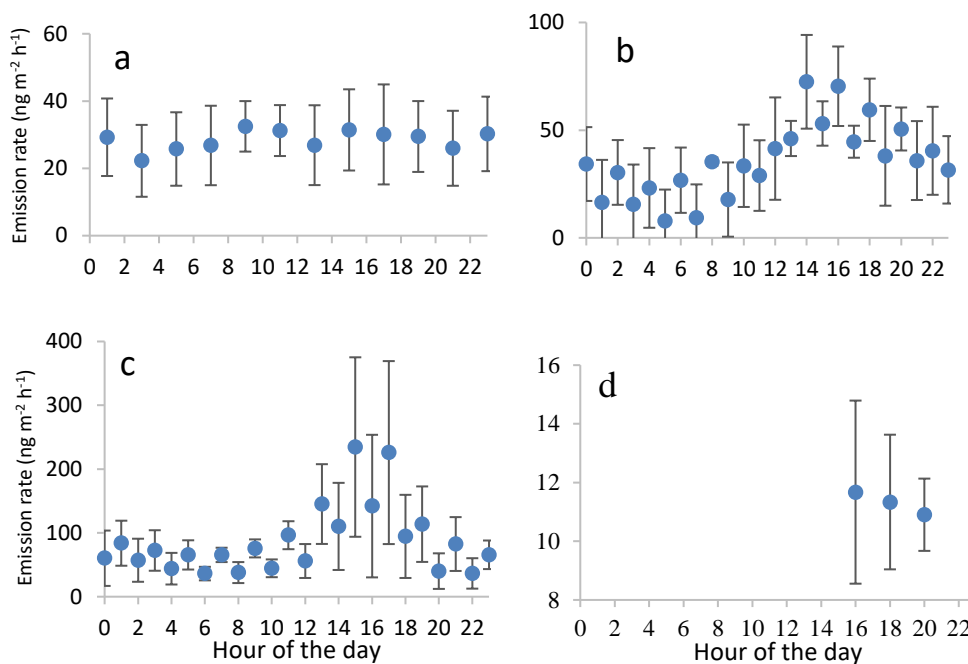 a
60
40
20
0
0 2 4 6 8 10 12 14 16 18 20 22
Emission rate (ng m⁻² h⁻¹)
b
100
50
0
0 2 4 6 8 10 12 14 16 18 20 22
c
400
300
200
100
0
0 2 4 6 8 10 12 14 16 18 20 22
Emission rate (ng m⁻² h⁻¹)
Hour of the day
d
16
14
12
10
8
0 2 4 6 8 10 12 14 16 18 20 22
Hour of the day